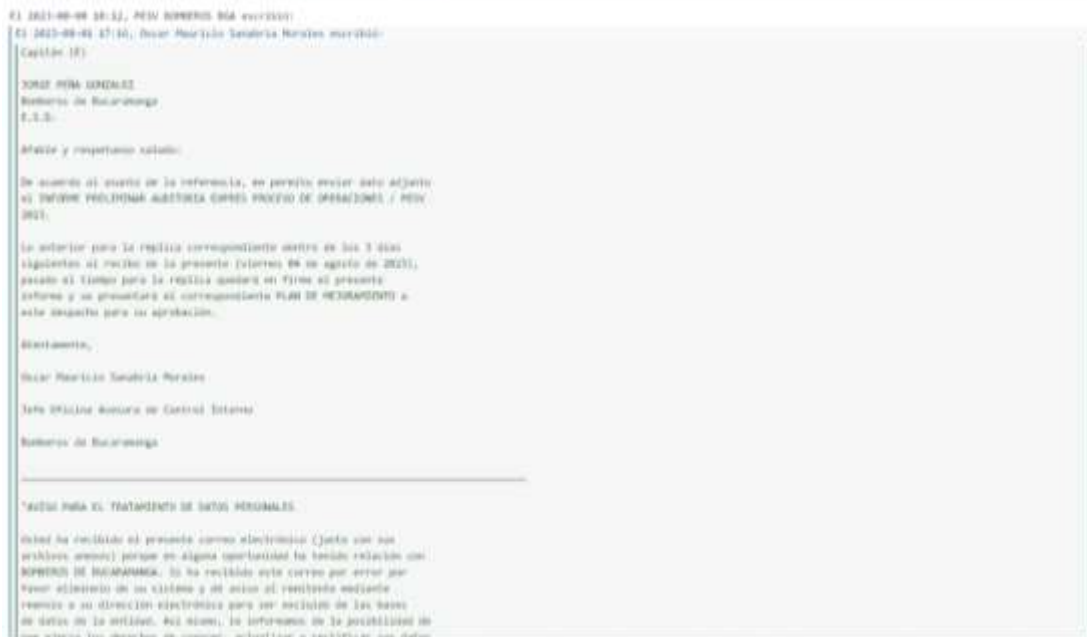 El 2023-08-08 10:12, PESV BOMBEROS BGA escribió:
El 2023-08-01 17:10, Oscar Mauricio Sanabria Morales escribió:
Capitán (E)
JORGE PEÑA GONZALEZ
Bomberos de Bucaramanga
E.S.D.
Afable y respetuoso saludo:
De acuerdo al asunto de la referencia, me permito enviar dato adjunto
el INFORME PRELIMINAR AUDITORIA EXPRES PROCESO DE OPERACIONES / PESV
2023.
Lo anterior para la replica correspondiente dentro de los 3 días
siguientes al recibo de la presente (viernes 04 de agosto de 2023),
pasado el tiempo para la replica quedará en firme el presente
informe y se presentará el correspondiente PLAN DE MEJORAMIENTO a
este despacho para su aprobación.
Atentamente,
Oscar Mauricio Sanabria Morales
Jefe Oficina Asesora de Control Interno
Bomberos de Bucaramanga
"AVISO PARA EL TRATAMIENTO DE DATOS PERSONALES
Usted ha recibido el presente correo electrónico (junto con sus
archivos anexos) porque en alguna oportunidad ha tenido relación con
BOMBEROS DE BUCARAMANGA. Si ha recibido este correo por error por
favor elimínelo de su sistema y dé aviso al remitente mediante
reenvío a su dirección electrónica para ser excluido de las bases
de datos de la entidad. Así mismo, le informamos de la posibilidad de